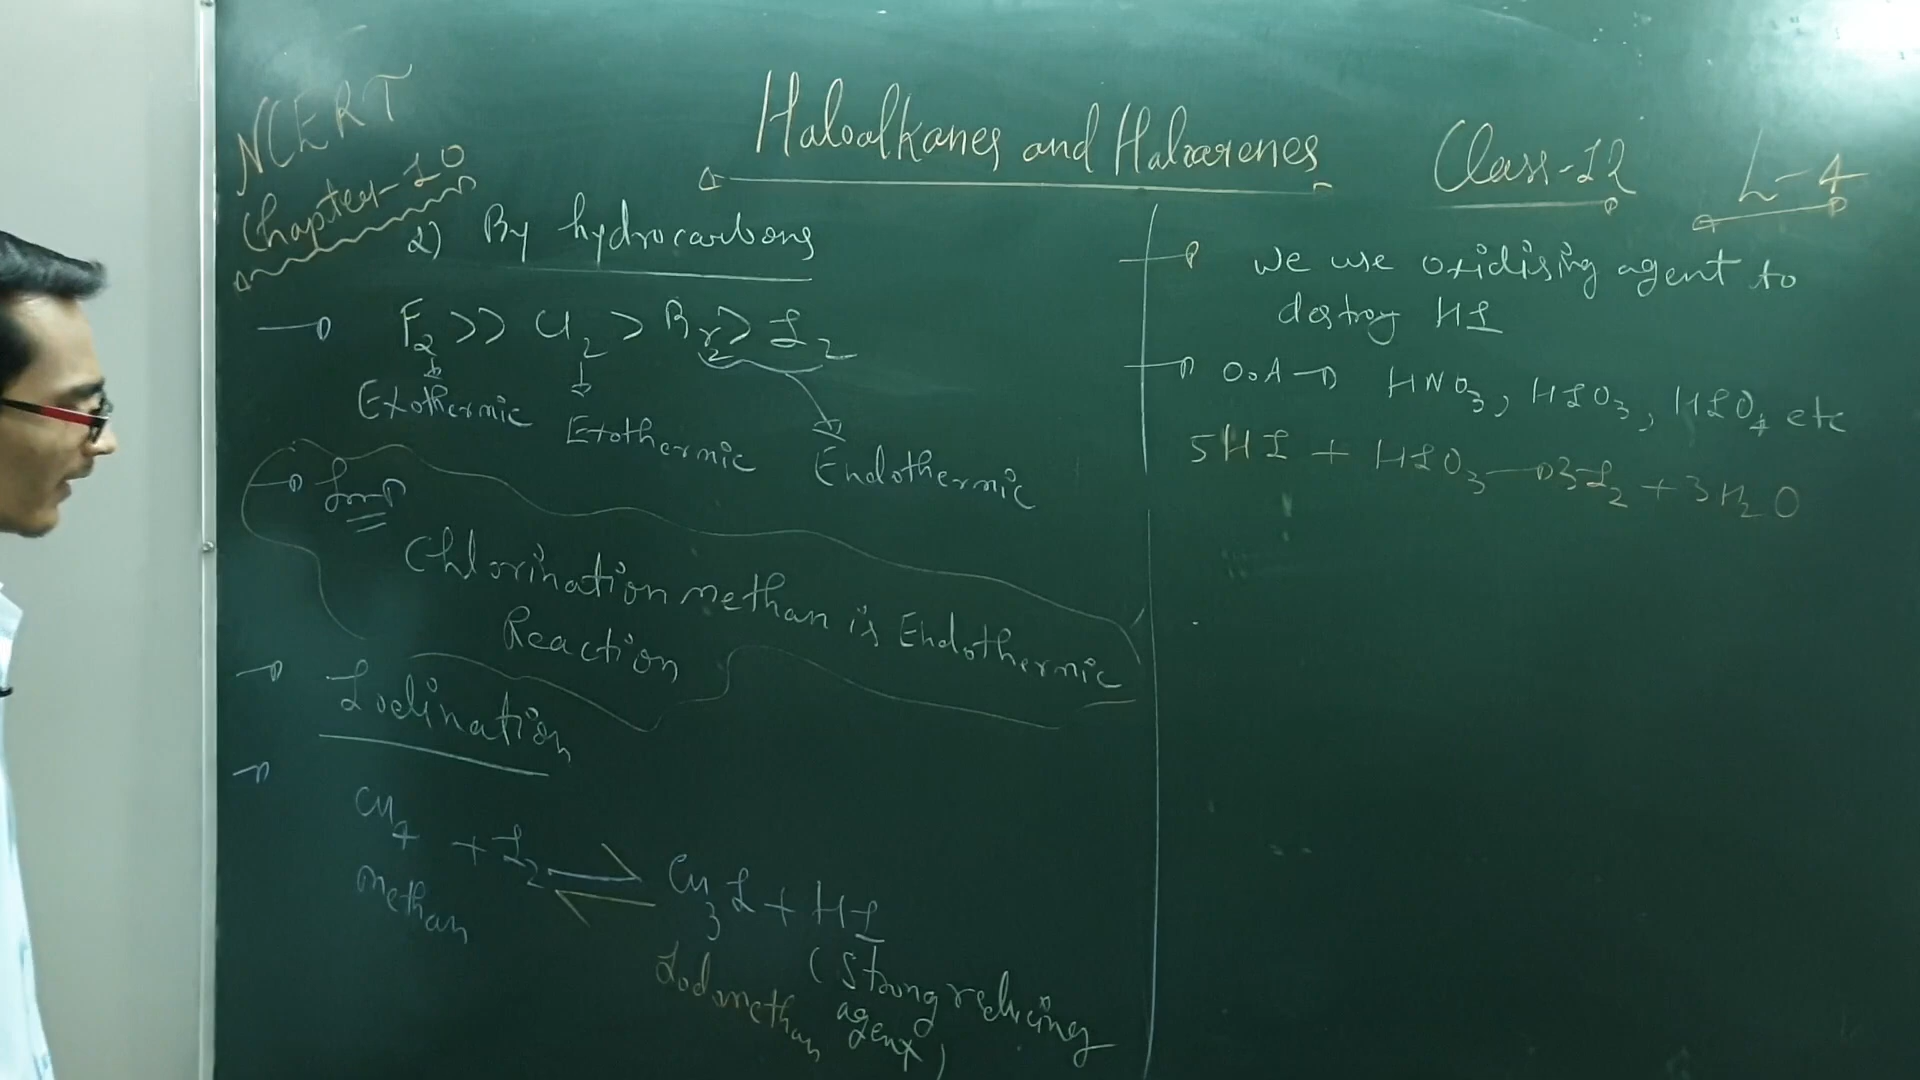 NCERT
Chapter-10
Haloalkanes and Haloarenes
Class-12
L-4
2) By hydrocarbons
F2 >> Cl2 > Br2 > I2
Exothermic
Exothermic
Endothermic
Imp
Chlorination methan is Endothermic
Reaction
Iodination
CH4 + I2 ⇌ CH3I + HI
methan
Iodomethan
(Strong reducing
agent)
we use oxidising agent to
destroy HI
O.A → HNO3, HIO3, HIO4 etc
5HI + HIO3 → 3I2 + 3H2O